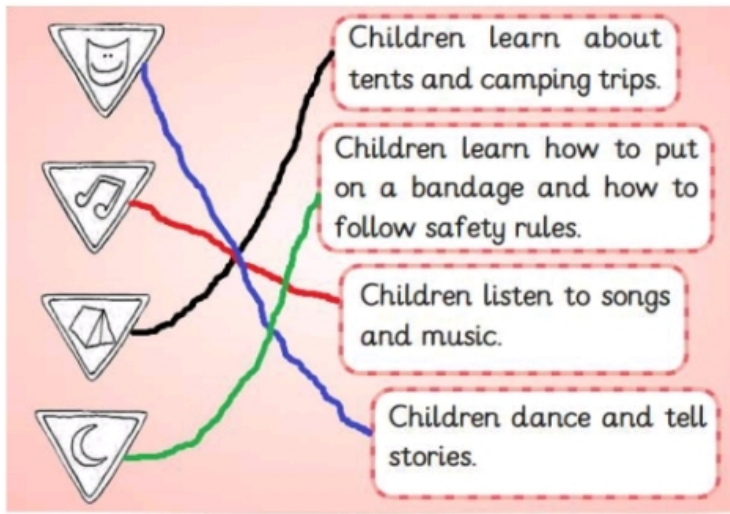 Children learn about
tents and camping trips.
Children learn how to put
on a bandage and how to
follow safety rules.
Children listen to songs
and music.
Children dance and tell
stories.